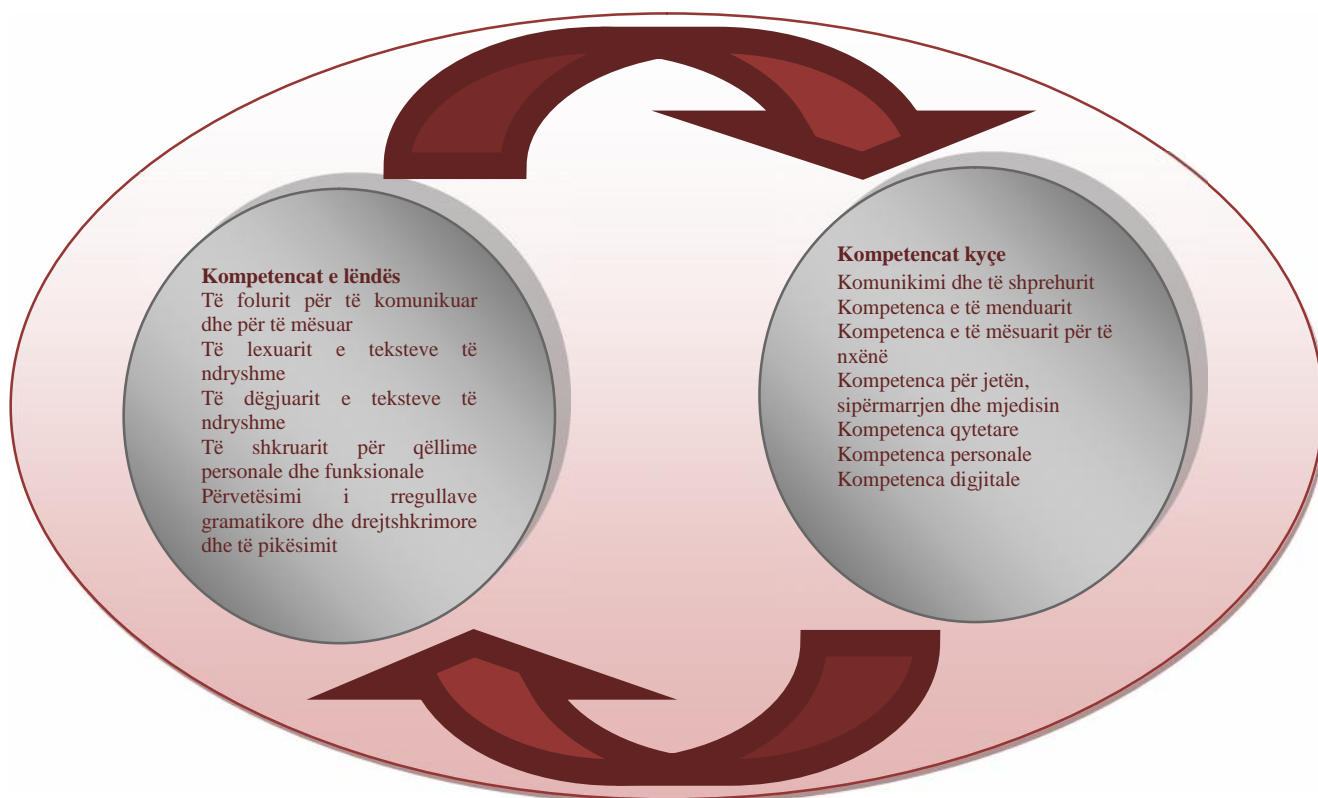 Kompetencat e lëndës
Të folurit për të komunikuar
dhe për të mësuar
Të lexuarit e teksteve të
ndryshme
Të dëgjuarit e teksteve të
ndryshme
Të shkruarit për qëllime
personale dhe funksionale
Përvetësimi i rregullave
gramatikore dhe drejtshkrimore
dhe të pikësimit
Kompetencat kyçe
Komunikimi dhe të shprehurit
Kompetenca e të menduarit
Kompetenca e të mësuarit për të
nxënë
Kompetenca për jetën,
sipërmarrjen dhe mjedisin
Kompetenca qytetare
Kompetenca personale
Kompetenca digjitale